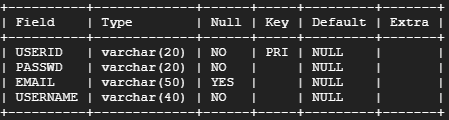 +----------+-------------+------+-----+---------+-------+
| Field    | Type        | Null | Key | Default | Extra |
+----------+-------------+------+-----+---------+-------+
| USERID   | varchar(20) | NO   | PRI | NULL    |       |
| PASSWD   | varchar(20) | NO   |     | NULL    |       |
| EMAIL    | varchar(50) | YES  |     | NULL    |       |
| USERNAME | varchar(40) | NO   |     | NULL    |       |
+----------+-------------+------+-----+---------+-------+